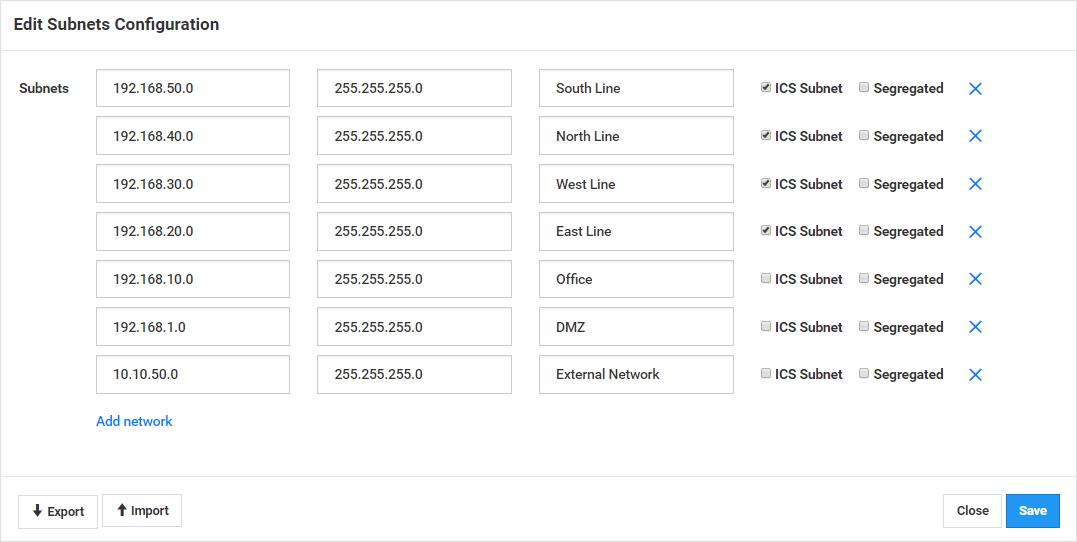 Edit Subnets Configuration
Subnets 192.168.50.0 255.255.255.0 South Line ICS Subnet Segregated
192.168.40.0 255.255.255.0 North Line ICS Subnet Segregated
192.168.30.0 255.255.255.0 West Line ICS Subnet Segregated
192.168.20.0 255.255.255.0 East Line ICS Subnet Segregated
192.168.10.0 255.255.255.0 Office ICS Subnet Segregated
192.168.1.0 255.255.255.0 DMZ ICS Subnet Segregated
10.10.50.0 255.255.255.0 External Network ICS Subnet Segregated
Add network
Export Import Close Save